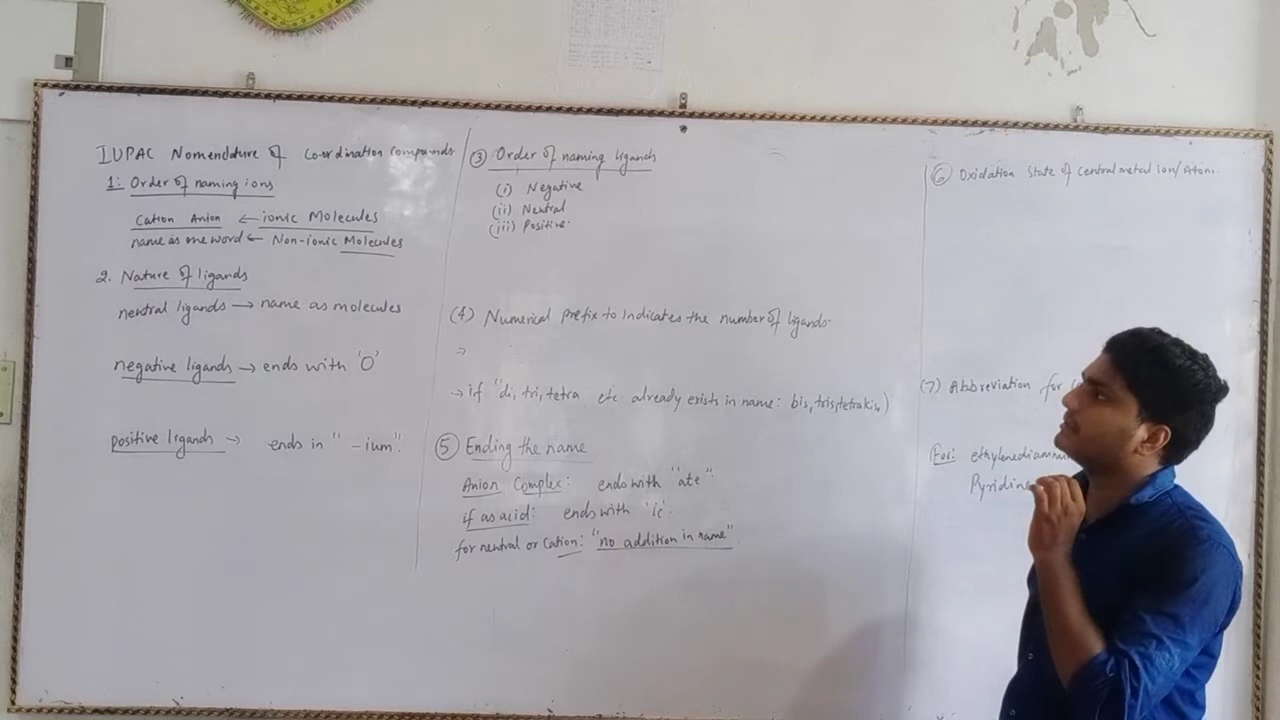 IUPAC Nomenclature of Coordination Compounds
1: Order of naming ions
Cation Anion ← ionic Molecules
name as one word ← Non-ionic Molecules
2. Nature of ligands
neutral ligands → name as molecules
negative ligands → ends with 'O'
positive ligands → ends in " -ium".
③ Order of naming ligands
(i) Negative
(ii) Neutral
(iii) Positive.
(4) Numerical prefix to indicates the number of ligands.
→
→ if "di, tri, tetra etc already exists in name: bis, tris, tetrakis)
⑤ Ending the name
Anion Complex: ends with "ate"
if as acid: ends with 'ic'.
for neutral or cation: "no addition in name".
⑥ Oxidation State of central metal ion/Atom.
(7) Abbreviation for
For:
Pyridine